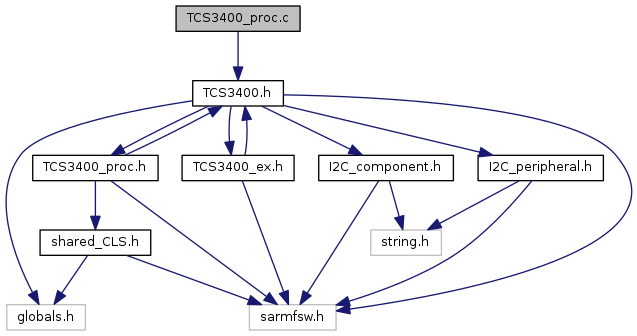 TCS3400_proc.c
TCS3400.h
TCS3400_proc.h
TCS3400_ex.h
I2C_component.h
I2C_peripheral.h
shared_CLS.h
string.h
globals.h
sarmfsw.h